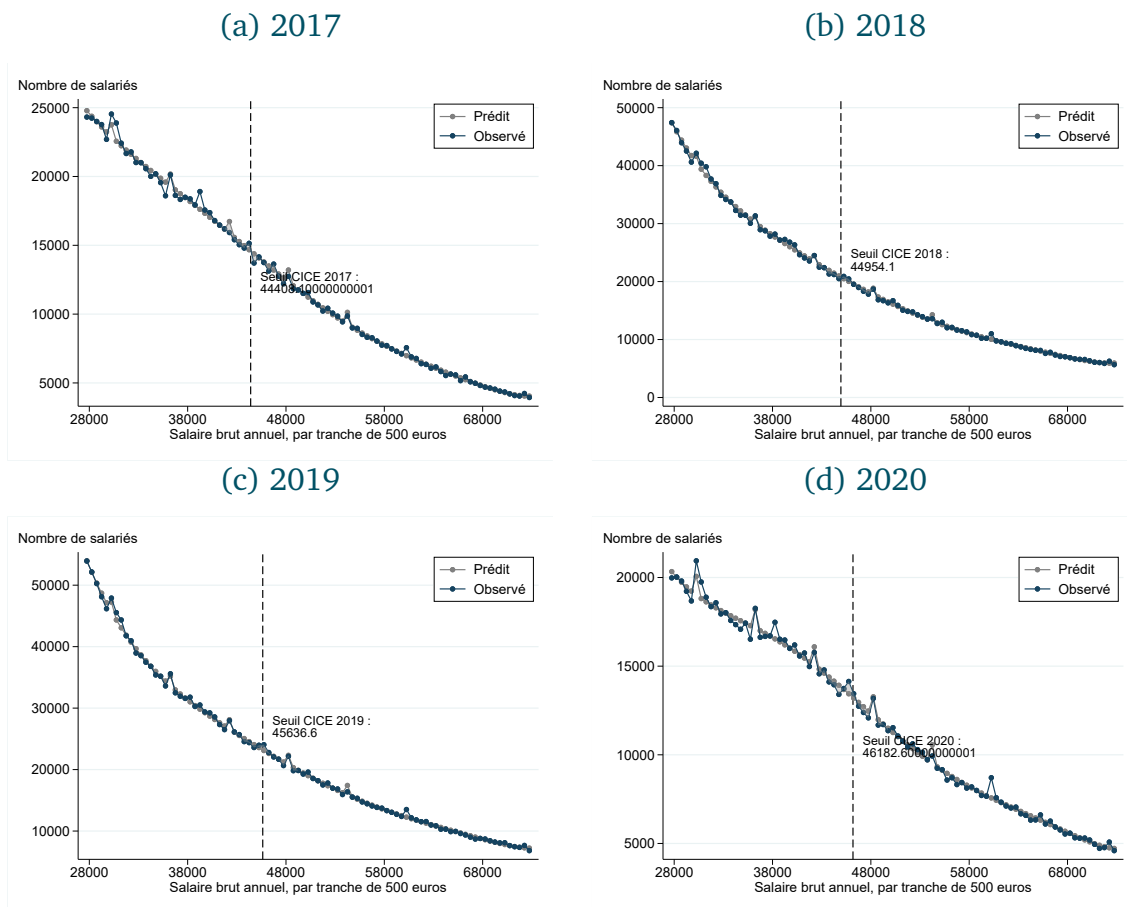 (a) 2017
Nombre de salariés
Prédit
Observé
25000
20000
15000
10000
5000
Seuil CICE 2017 :
44408.10000000001
28000 38000 48000 58000 68000
Salaire brut annuel, par tranche de 500 euros
(b) 2018
Nombre de salariés
Prédit
Observé
50000
40000
30000
20000
10000
0
Seuil CICE 2018 :
44954.1
28000 38000 48000 58000 68000
Salaire brut annuel, par tranche de 500 euros
(c) 2019
Nombre de salariés
Prédit
Observé
50000
40000
30000
20000
10000
Seuil CICE 2019 :
45636.6
28000 38000 48000 58000 68000
Salaire brut annuel, par tranche de 500 euros
(d) 2020
Nombre de salariés
Prédit
Observé
20000
15000
10000
5000
Seuil CICE 2020 :
46182.60000000001
28000 38000 48000 58000 68000
Salaire brut annuel, par tranche de 500 euros